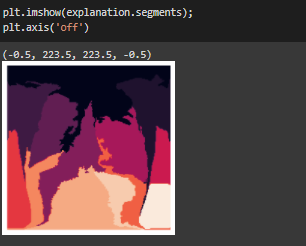 plt.imshow(explanation.segments);
plt.axis('off')
(-0.5, 223.5, 223.5, -0.5)